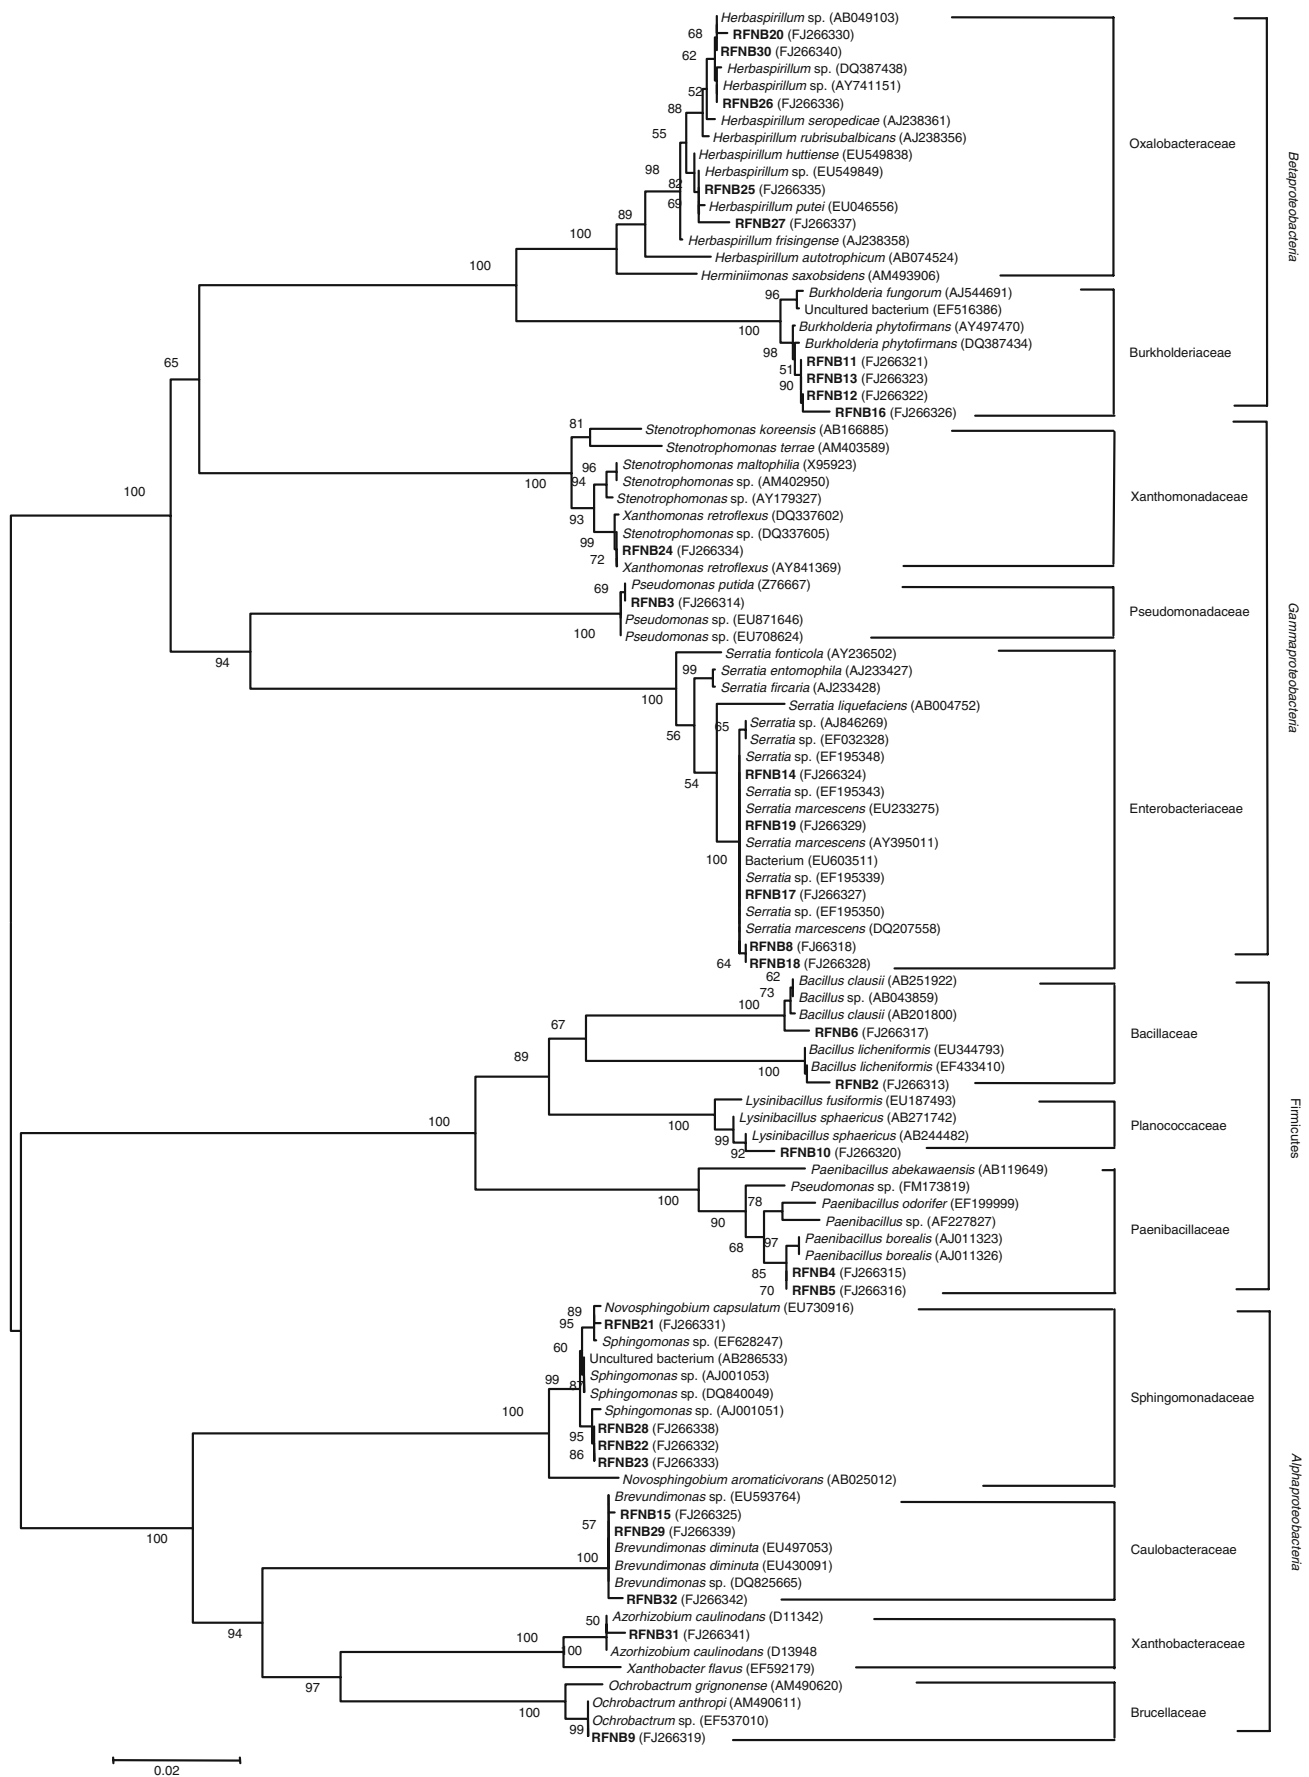 Herbaspirillum sp. (AB049103)
68
RFNB20 (FJ266330)
RFNB30 (FJ266340)
62
Herbaspirillum sp. (DQ387438)
Herbaspirillum sp. (AY741151)
52
RFNB26 (FJ266336)
88
Herbaspirillum seropedicae (AJ238361)
55
Herbaspirillum rubrisubalbicans (AJ238356)
Oxalobacteraceae
Herbaspirillum huttiense (EU549838)
98
Herbaspirillum sp. (EU549849)
82
RFNB25 (FJ266335)
69
Herbaspirillum putei (EU046556)
89
RFNB27 (FJ266337)
100
Herbaspirillum frisingense (AJ238358)
Betaproteobacteria
100
Herbaspirillum autotrophicum (AB074524)
Herminiimonas saxobsidens (AM493906)
96
Burkholderia fungorum (AJ544691)
Uncultured bacterium (EF516386)
100
Burkholderia phytofirmans (AY497470)
98
Burkholderia phytofirmans (DQ387434)
Burkholderiaceae
65
RFNB11 (FJ266321)
51
RFNB13 (FJ266323)
90
RFNB12 (FJ266322)
RFNB16 (FJ266326)
81
Stenotrophomonas koreensis (AB166885)
Stenotrophomonas terrae (AM403589)
96
Stenotrophomonas maltophilia (X95923)
100
94
Stenotrophomonas sp. (AM402950)
100
Stenotrophomonas sp. (AY179327)
Xanthomonadaceae
93
Xanthomonas retroflexus (DQ337602)
Stenotrophomonas sp. (DQ337605)
99
RFNB24 (FJ266334)
72
Xanthomonas retroflexus (AY841369)
69
Pseudomonas putida (Z76667)
RFNB3 (FJ266314)
Pseudomonadaceae
Pseudomonas sp. (EU871646)
100
Pseudomonas sp. (EU708624)
Gammaproteobacteria
94
Serratia fonticola (AY236502)
99
Serratia entomophila (AJ233427)
Serratia fircaria (AJ233428)
100
Serratia liquefaciens (AB004752)
65
Serratia sp. (AJ846269)
56
Serratia sp. (EF032328)
Serratia sp. (EF195348)
RFNB14 (FJ266324)
54
Serratia sp. (EF195343)
Serratia marcescens (EU233275)
Enterobacteriaceae
RFNB19 (FJ266329)
Serratia marcescens (AY395011)
100
Bacterium (EU603511)
Serratia sp. (EF195339)
RFNB17 (FJ266327)
Serratia sp. (EF195350)
Serratia marcescens (DQ207558)
RFNB8 (FJ66318)
64
RFNB18 (FJ266328)
62
Bacillus clausii (AB251922)
73
Bacillus sp. (AB043859)
100
Bacillus clausii (AB201800)
67
RFNB6 (FJ266317)
Bacillaceae
Bacillus licheniformis (EU344793)
89
Bacillus licheniformis (EF433410)
100
RFNB2 (FJ266313)
Lysinibacillus fusiformis (EU187493)
100
Lysinibacillus sphaericus (AB271742)
100
Planococcaceae
99
Lysinibacillus sphaericus (AB244482)
92
RFNB10 (FJ266320)
Firmicutes
Paenibacillus abekawaensis (AB119649)
Pseudomonas sp. (FM173819)
100
78
Paenibacillus odorifer (EF199999)
90
Paenibacillus sp. (AF227827)
Paenibacillaceae
68
97
Paenibacillus borealis (AJ011323)
Paenibacillus borealis (AJ011326)
85
RFNB4 (FJ266315)
70
RFNB5 (FJ266316)
89
Novosphingobium capsulatum (EU730916)
95
RFNB21 (FJ266331)
60
Sphingomonas sp. (EF628247)
Uncultured bacterium (AB286533)
99
87
Sphingomonas sp. (AJ001053)
Sphingomonas sp. (DQ840049)
Sphingomonadaceae
100
Sphingomonas sp. (AJ001051)
RFNB28 (FJ266338)
95
RFNB22 (FJ266332)
86
RFNB23 (FJ266333)
Novosphingobium aromaticivorans (AB025012)
Brevundimonas sp. (EU593764)
RFNB15 (FJ266325)
57
RFNB29 (FJ266339)
100
Brevundimonas diminuta (EU497053)
Caulobacteraceae
100
Brevundimonas diminuta (EU430091)
Brevundimonas sp. (DQ825665)
RFNB32 (FJ266342)
Alphaproteobacteria
50
Azorhizobium caulinodans (D11342)
94
100
RFNB31 (FJ266341)
Xanthobacteraceae
00
Azorhizobium caulinodans (D13948
Xanthobacter flavus (EF592179)
97
Ochrobactrum grignonense (AM490620)
100
Ochrobactrum anthropi (AM490611)
Brucellaceae
99
Ochrobactrum sp. (EF537010)
RFNB9 (FJ266319)
0.02